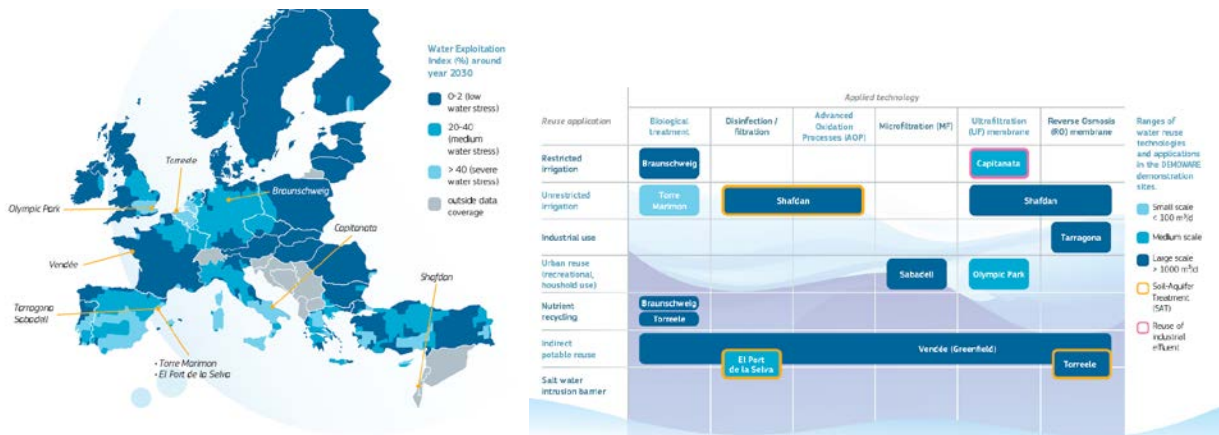 Water Exploitation
Index (%) around
year 2030
0-2 (low
water stress)
20-40
(medium
water stress)
> 40 (severe
water stress)
outside data
coverage
Torreele
Braunschweig
Olympic Park
Capitanata
Vendée
Shafdan
Tarragona
Sabadell
• Torre Marimon
• El Port de la Selva
Applied technology
Reuse application
Biological
treatment
Disinfection /
filtration
Advanced
Oxidation
Processes (AOP)
Microfiltration (MF)
Ultrafiltration
(UF) membrane
Reverse Osmosis
(RO) membrane
Restricted
irrigation
Braunschweig
Capitanata
Unrestricted
irrigation
Torre
Marimon
Shafdan
Shafdan
Industrial use
Tarragona
Urban reuse
(recreational,
houshold use)
Sabadell
Olympic Park
Nutrient
recycling
Braunschweig
Torreele
Indirect
potable reuse
Vendée (Greenfield)
El Port
de la Selva
Torreele
Salt water
intrusion barrier
Ranges of
water reuse
technologies
and applications
in the DEMOWARE
demonstration
sites.
Small scale
< 100 m³/d
Medium scale
Large scale
> 1000 m³/d
Soil-Aquifer
Treatment
(SAT)
Reuse of
industrial
effluent